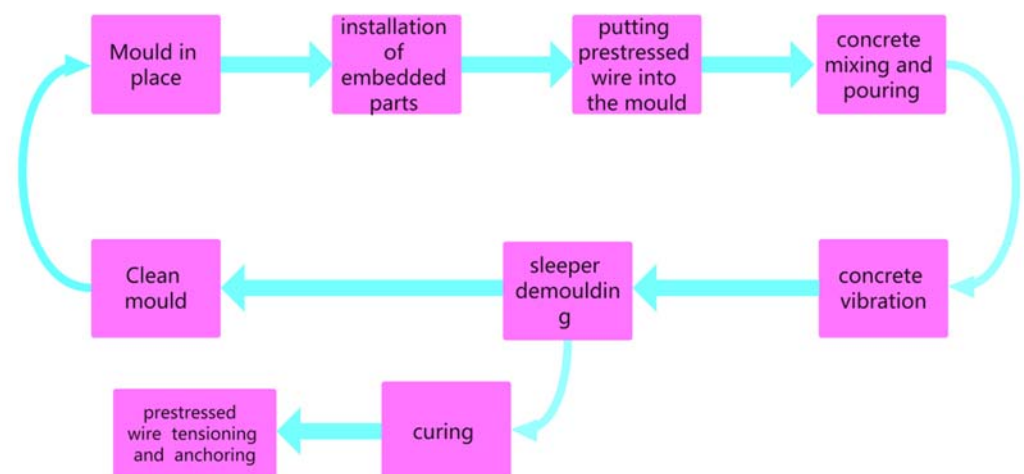 Mould in
place
installation
of
embedded
parts
putting
prestressed
wire into
the mould
concrete
mixing and
pouring
concrete
vibration
sleeper
demouldin
g
Clean
mould
curing
prestressed
wire tensioning
and anchoring